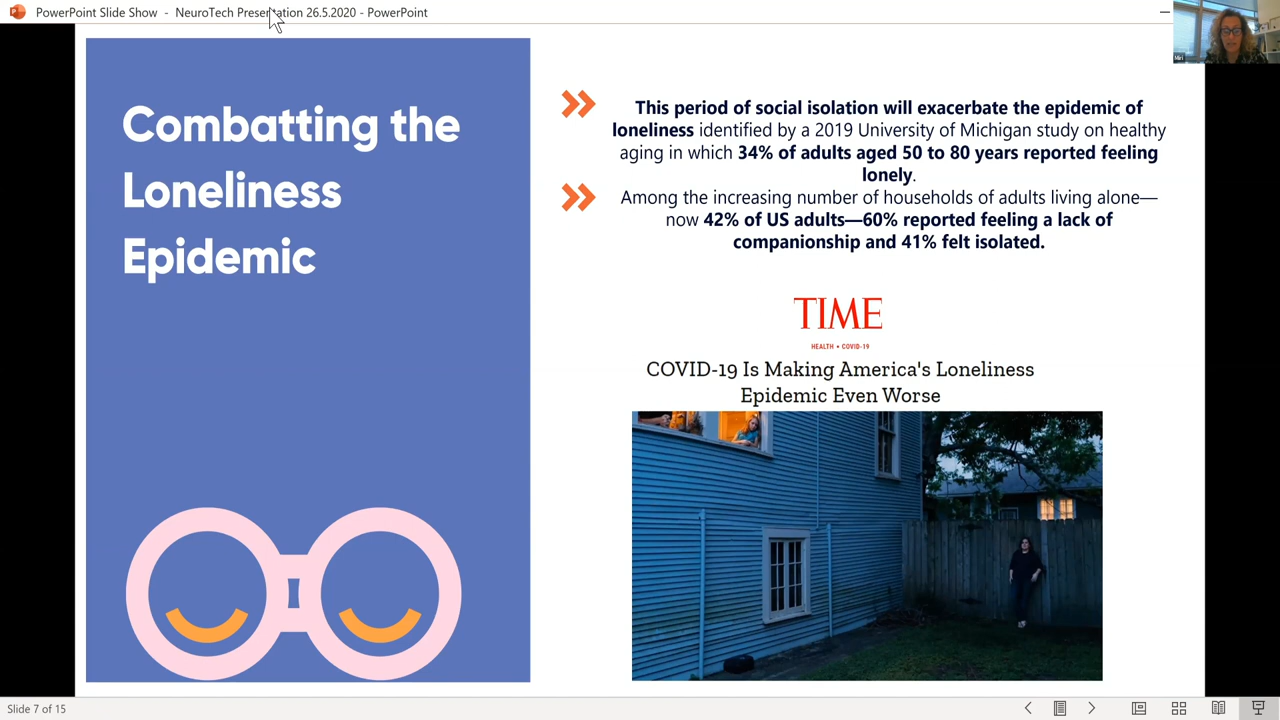 PowerPoint Slide Show - NeuroTech Presentation 26.5.2020 - PowerPoint
Miri
Combatting the
Loneliness
Epidemic
This period of social isolation will exacerbate the epidemic of
loneliness identified by a 2019 University of Michigan study on healthy
aging in which 34% of adults aged 50 to 80 years reported feeling
lonely.
Among the increasing number of households of adults living alone—
now 42% of US adults—60% reported feeling a lack of
companionship and 41% felt isolated.
TIME
HEALTH • COVID-19
COVID-19 Is Making America's Loneliness
Epidemic Even Worse
Slide 7 of 15